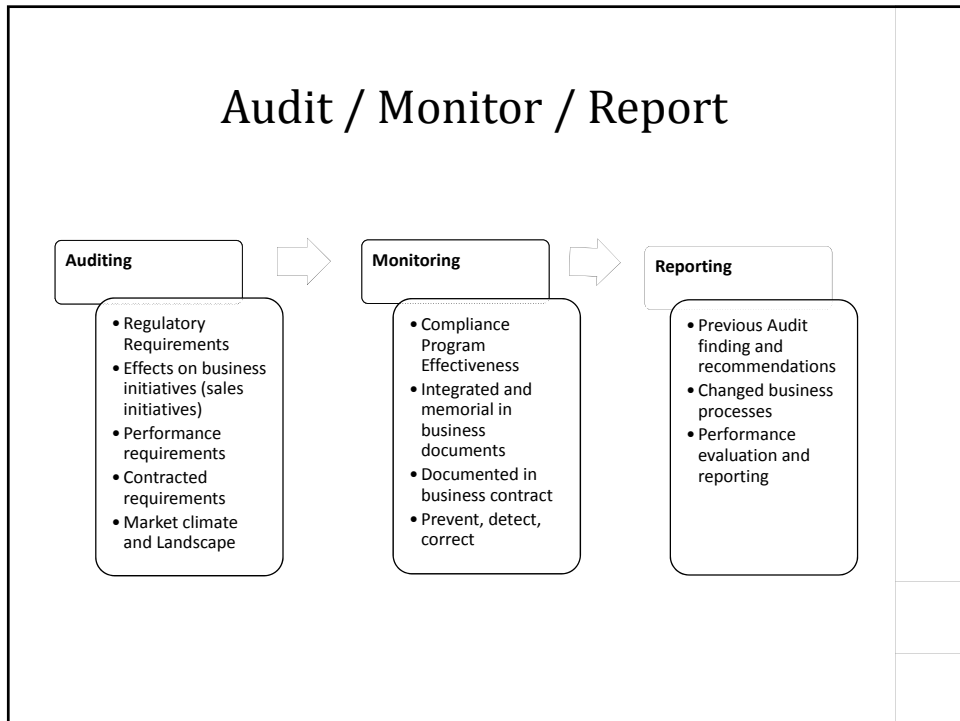 Audit / Monitor / Report
Auditing
• Regulatory
Requirements
• Effects on business
initiatives (sales
initiatives)
• Performance
requirements
• Contracted
requirements
• Market climate
and Landscape
Monitoring
• Compliance
Program
Effectiveness
• Integrated and
memorial in
business
documents
• Documented in
business contract
• Prevent, detect,
correct
Reporting
• Previous Audit
finding and
recommendations
• Changed business
processes
• Performance
evaluation and
reporting